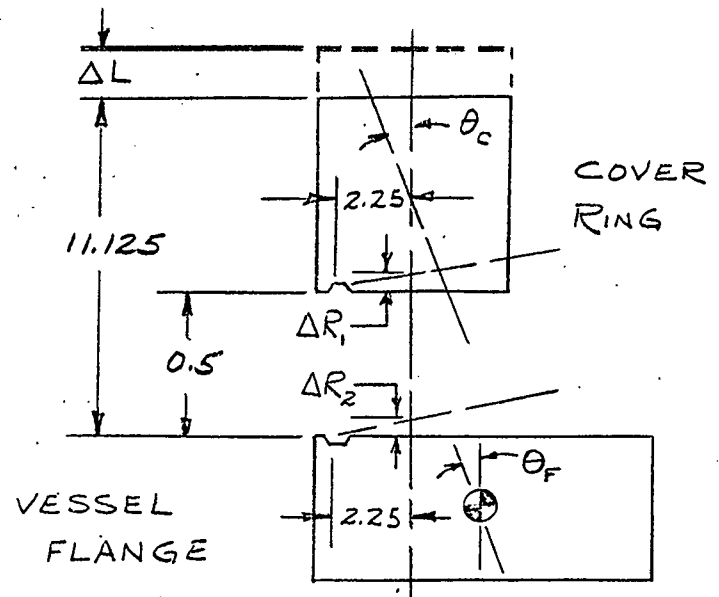 ΔL
θC
COVER
RING
2.25
11.125
ΔR1
0.5
ΔR2
θF
VESSEL
FLANGE
2.25